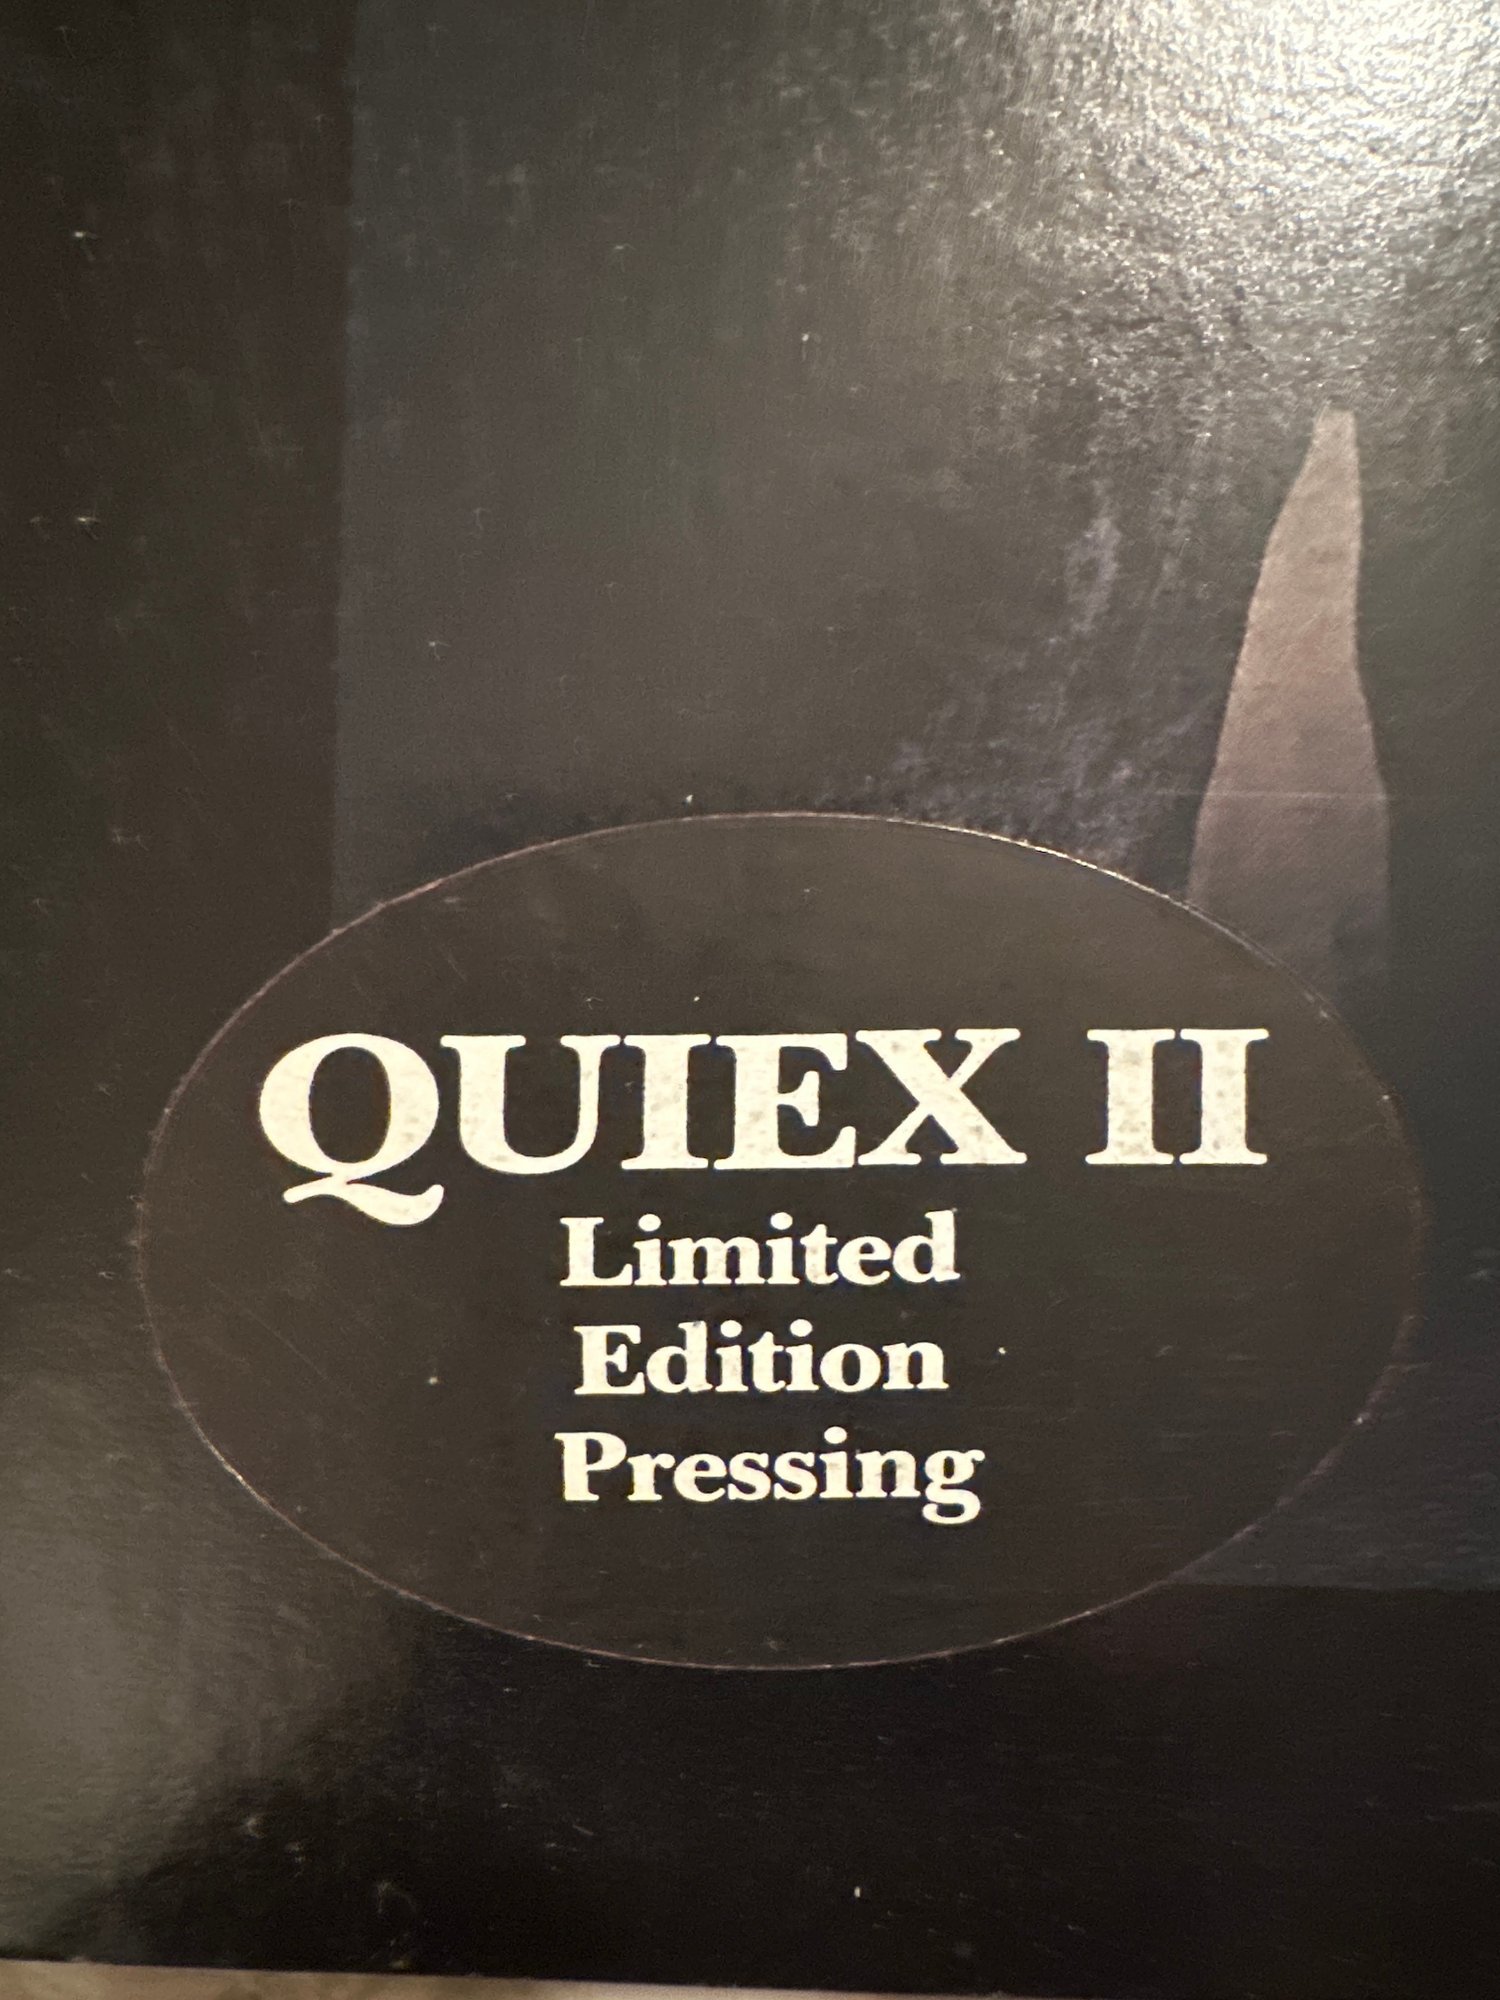 QUIEX II
Limited
Edition
Pressing